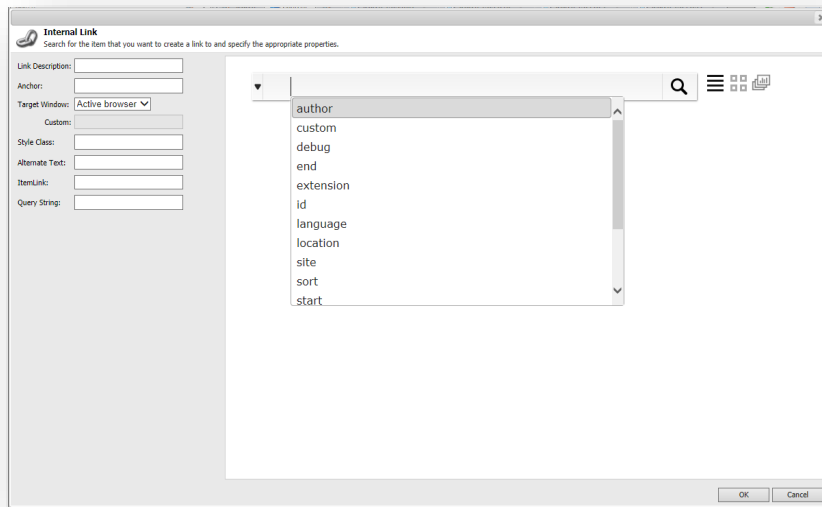 Internal Link
Search for the item that you want to create a link to and specify the appropriate properties.
Link Description:
Anchor:
Target Window: Active browser
Custom:
Style Class:
Alternate Text:
ItemLink:
Query String:
author
custom
debug
end
extension
id
language
location
site
sort
start
OK Cancel